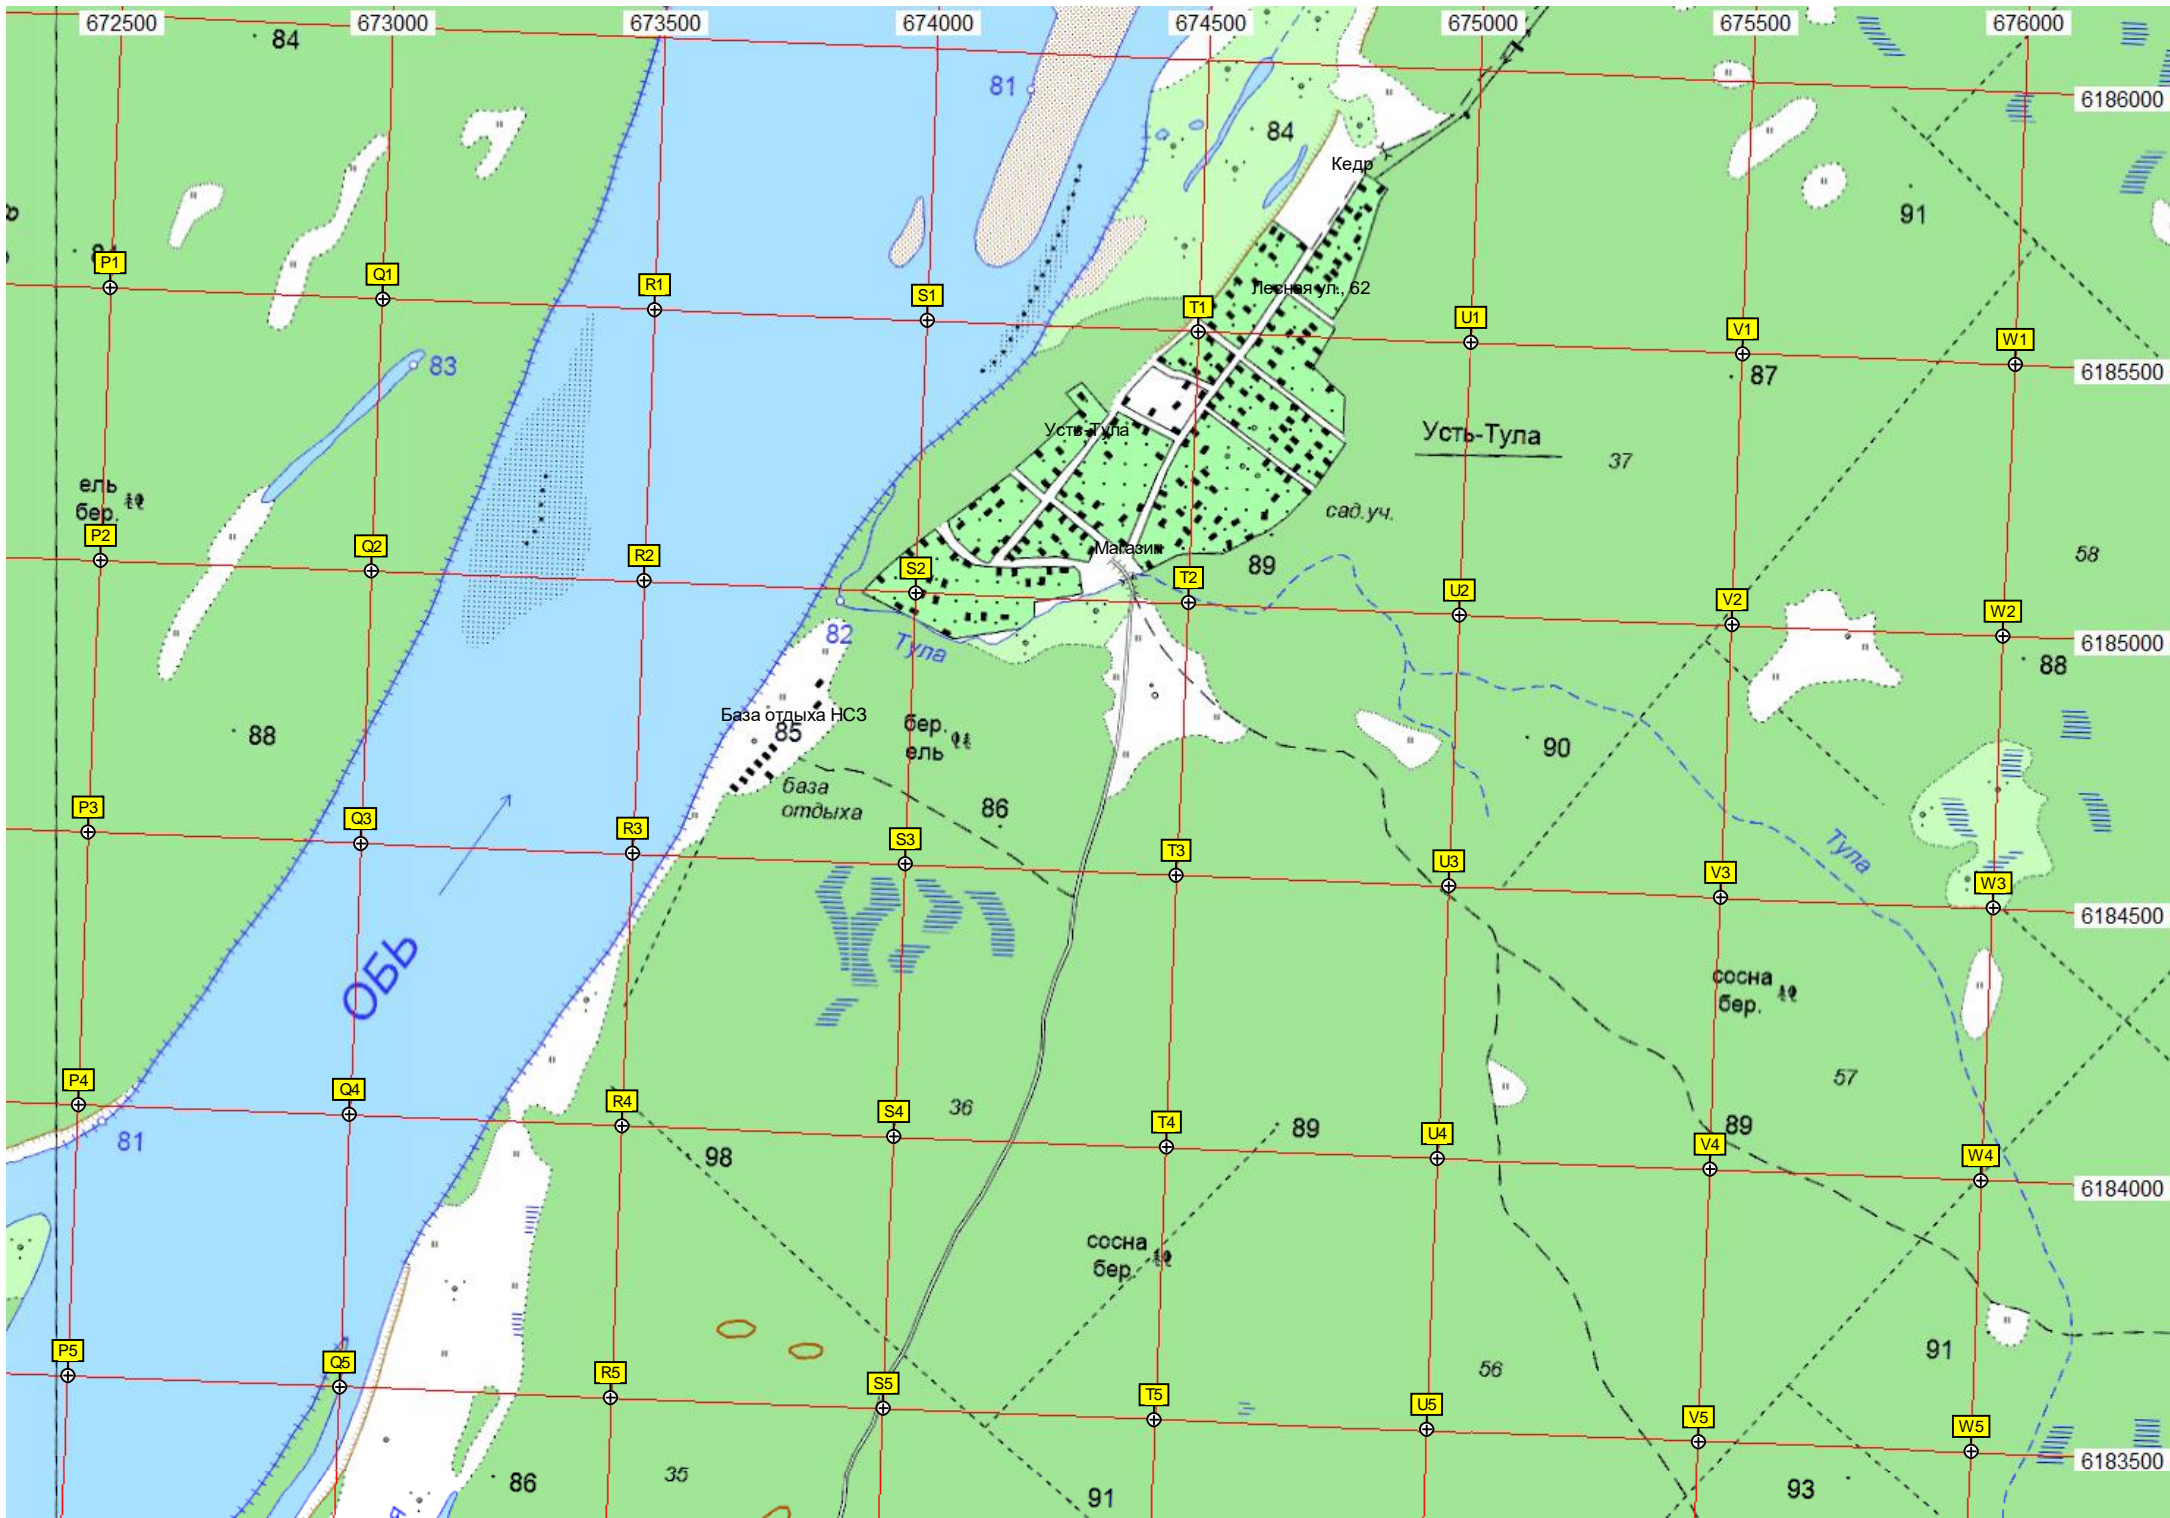 672500 673000 673500 674000 674500 675000 675500 676000
84
81
6186000
84
Кедр
91
84
P1
Q1
R1
S1
Лесная ул., 62
T1
U1
V1
W1
83
87
6185500
Усть-Тула
Усть-Тула
37
ель
бер.
сад.уч.
P2
Q2
R2
S2
Магазин
89
T2
U2
V2
W2
58
82
Тула
6185000
88
88
База отдыха НСЗ
85
бер.
ель
90
база
отдыха
86
P3
Q3
R3
S3
T3
U3
V3
W3
Тула
6184500
ОБЬ
сосна
бер.
57
P4
Q4
R4
S4
T4
U4
V4
W4
81
36
89
89
98
6184000
сосна
бер.
P5
Q5
R5
S5
T5
U5
V5
W5
56
91
6183500
86
35
91
93